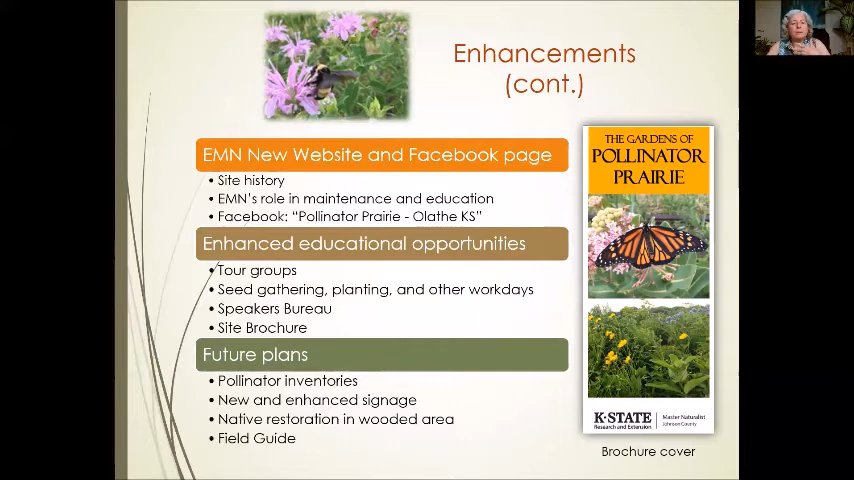 Enhancements
(cont.)
EMN New Website and Facebook page
• Site history
• EMN's role in maintenance and education
• Facebook: "Pollinator Prairie - Olathe KS"
Enhanced educational opportunities
• Tour groups
• Seed gathering, planting, and other workdays
• Speakers Bureau
• Site Brochure
Future plans
• Pollinator inventories
• New and enhanced signage
• Native restoration in wooded area
• Field Guide
THE GARDENS OF
POLLINATOR
PRAIRIE
K-STATE
Research and Extension
Master Naturalist
Johnson County
Brochure cover